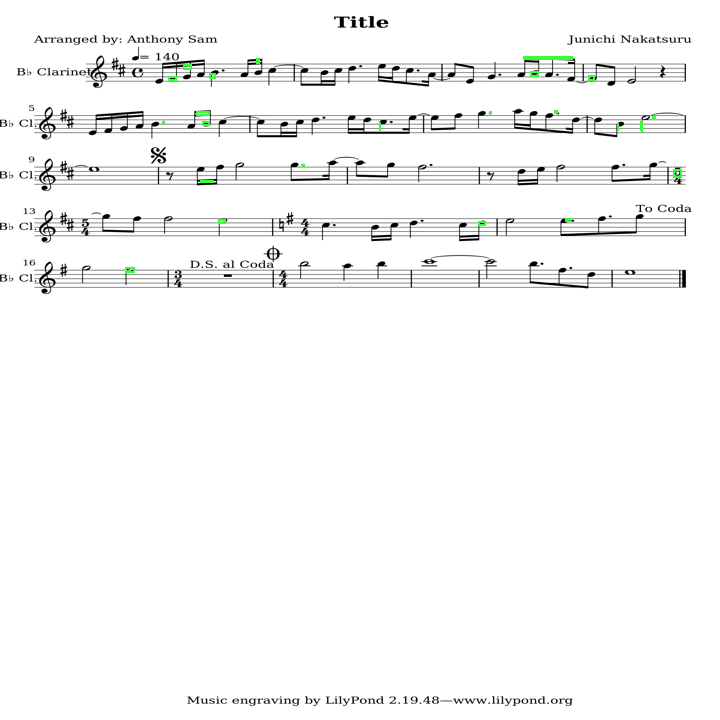 Title
Arranged by: Anthony Sam
Junichi Nakatsuru
= 140
B♭ Clarinet
5
B♭ Cl.
9
B♭ Cl.
13
B♭ Cl.
To Coda
16
B♭ Cl.
D.S. al Coda
Music engraving by LilyPond 2.19.48—www.lilypond.org